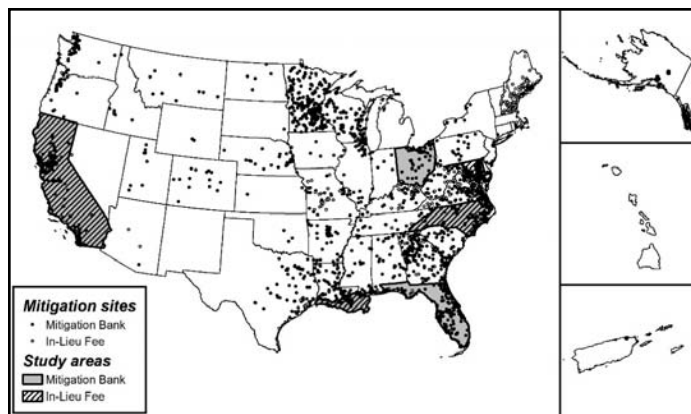 Mitigation sites
Mitigation Bank
In-Lieu Fee
Study areas
Mitigation Bank
In-Lieu Fee